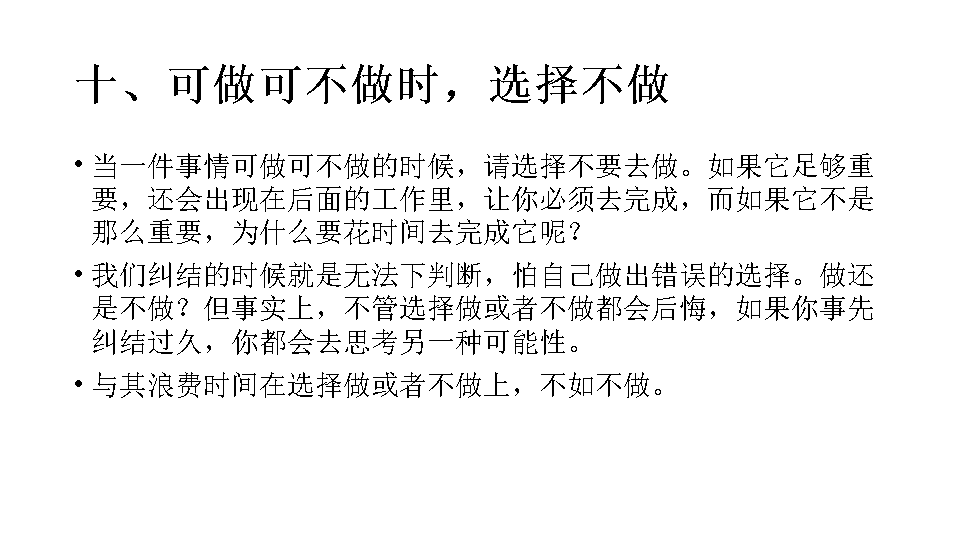 十、可做可不做时，选择不做
• 当一件事情可做可不做的时候，请选择不要去做。如果它足够重
要，还会出现在后面的工作里，让你必须去完成，而如果它不是
那么重要，为什么要花时间去完成它呢？
• 我们纠结的时候就是无法下判断，怕自己做出错误的选择。做还
是不做？但事实上，不管选择做或者不做都会后悔，如果你事先
纠结过久，你都会去思考另一种可能性。
• 与其浪费时间在选择做或者不做上，不如不做。